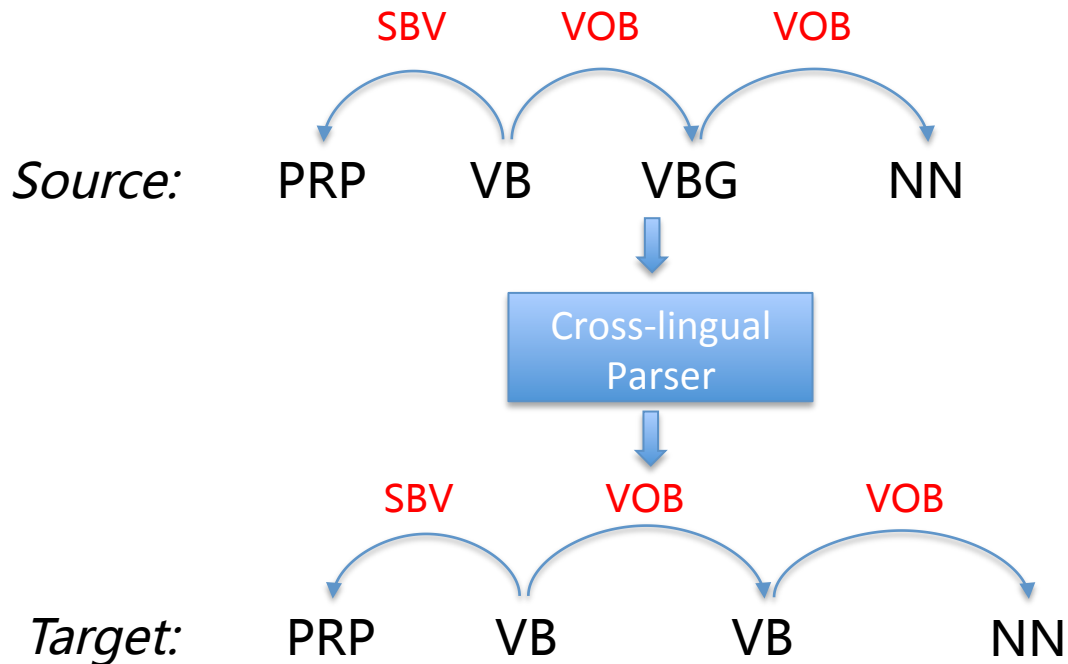 SBV VOB VOB
Source: PRP VB VBG NN
Cross-lingual
Parser
SBV VOB VOB
Target: PRP VB VB NN